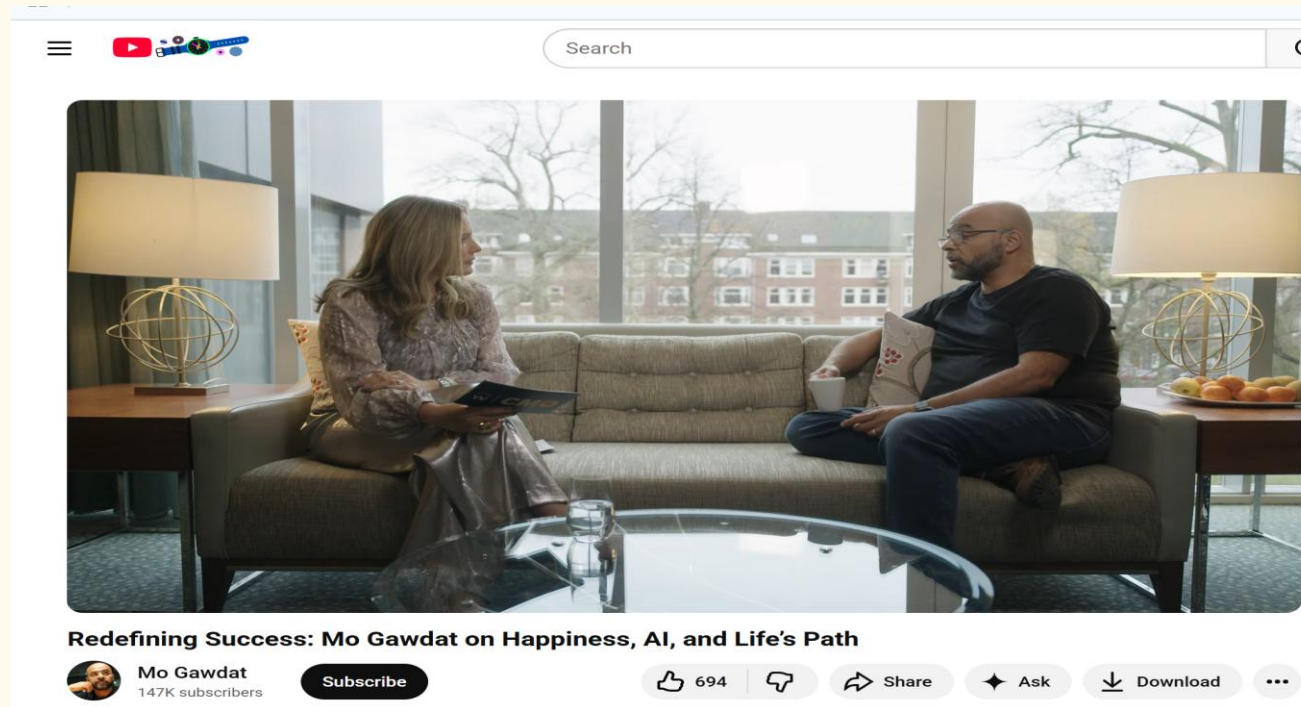 Search
Redefining Success: Mo Gawdat on Happiness, AI, and Life's Path
Mo Gawdat
147K subscribers
Subscribe
694
Share
Ask
Download